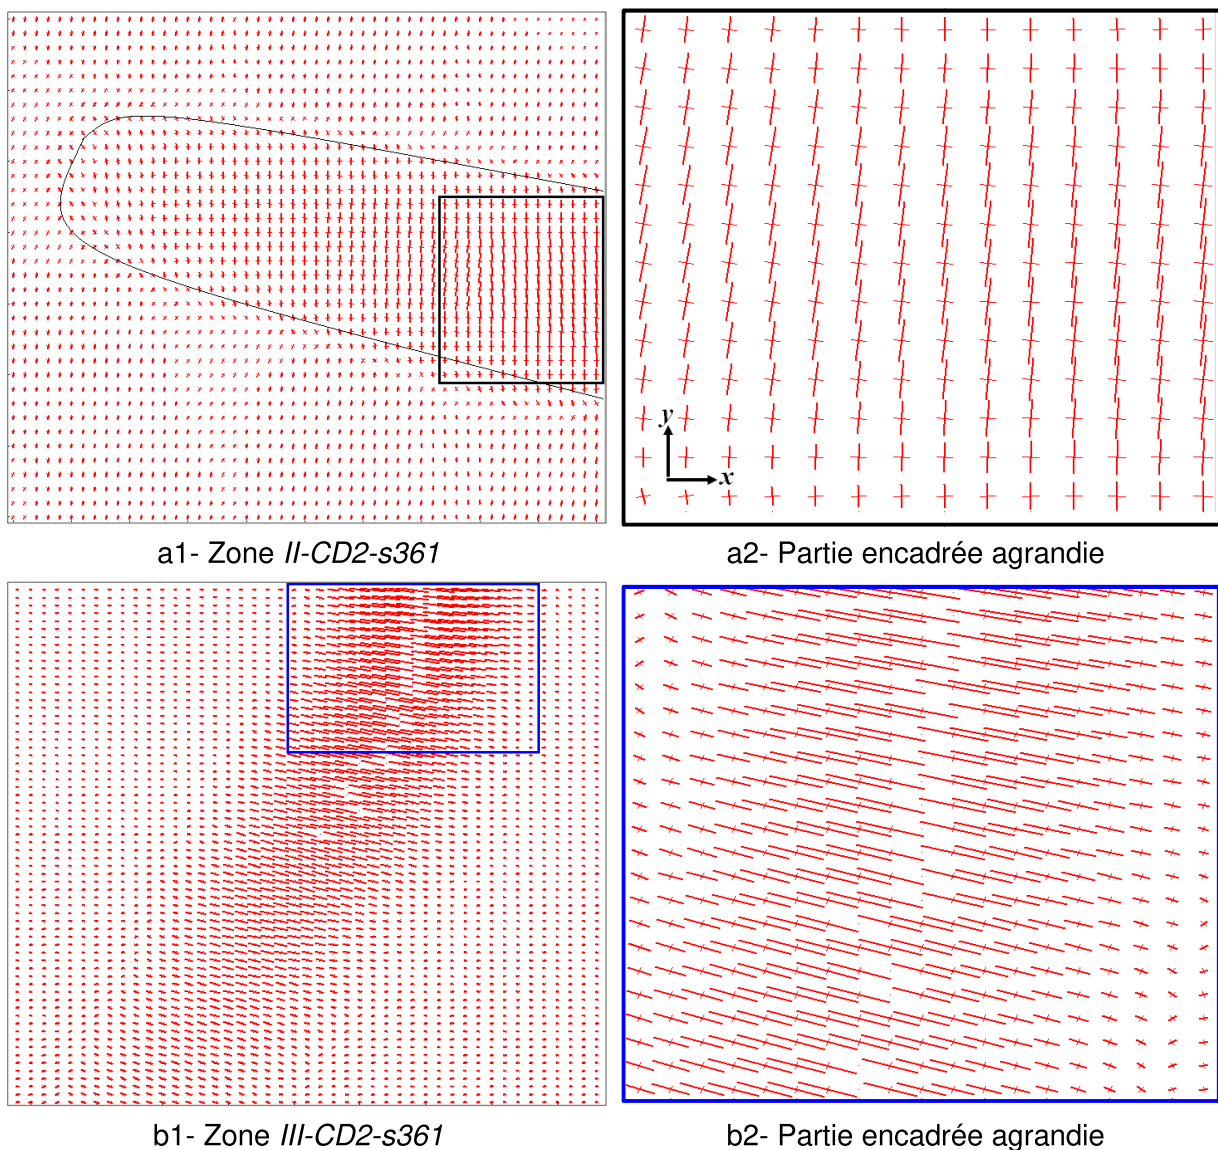 y
x
a1- Zone II-CD2-s361
a2- Partie encadrée agrandie
b1- Zone III-CD2-s361
b2- Partie encadrée agrandie